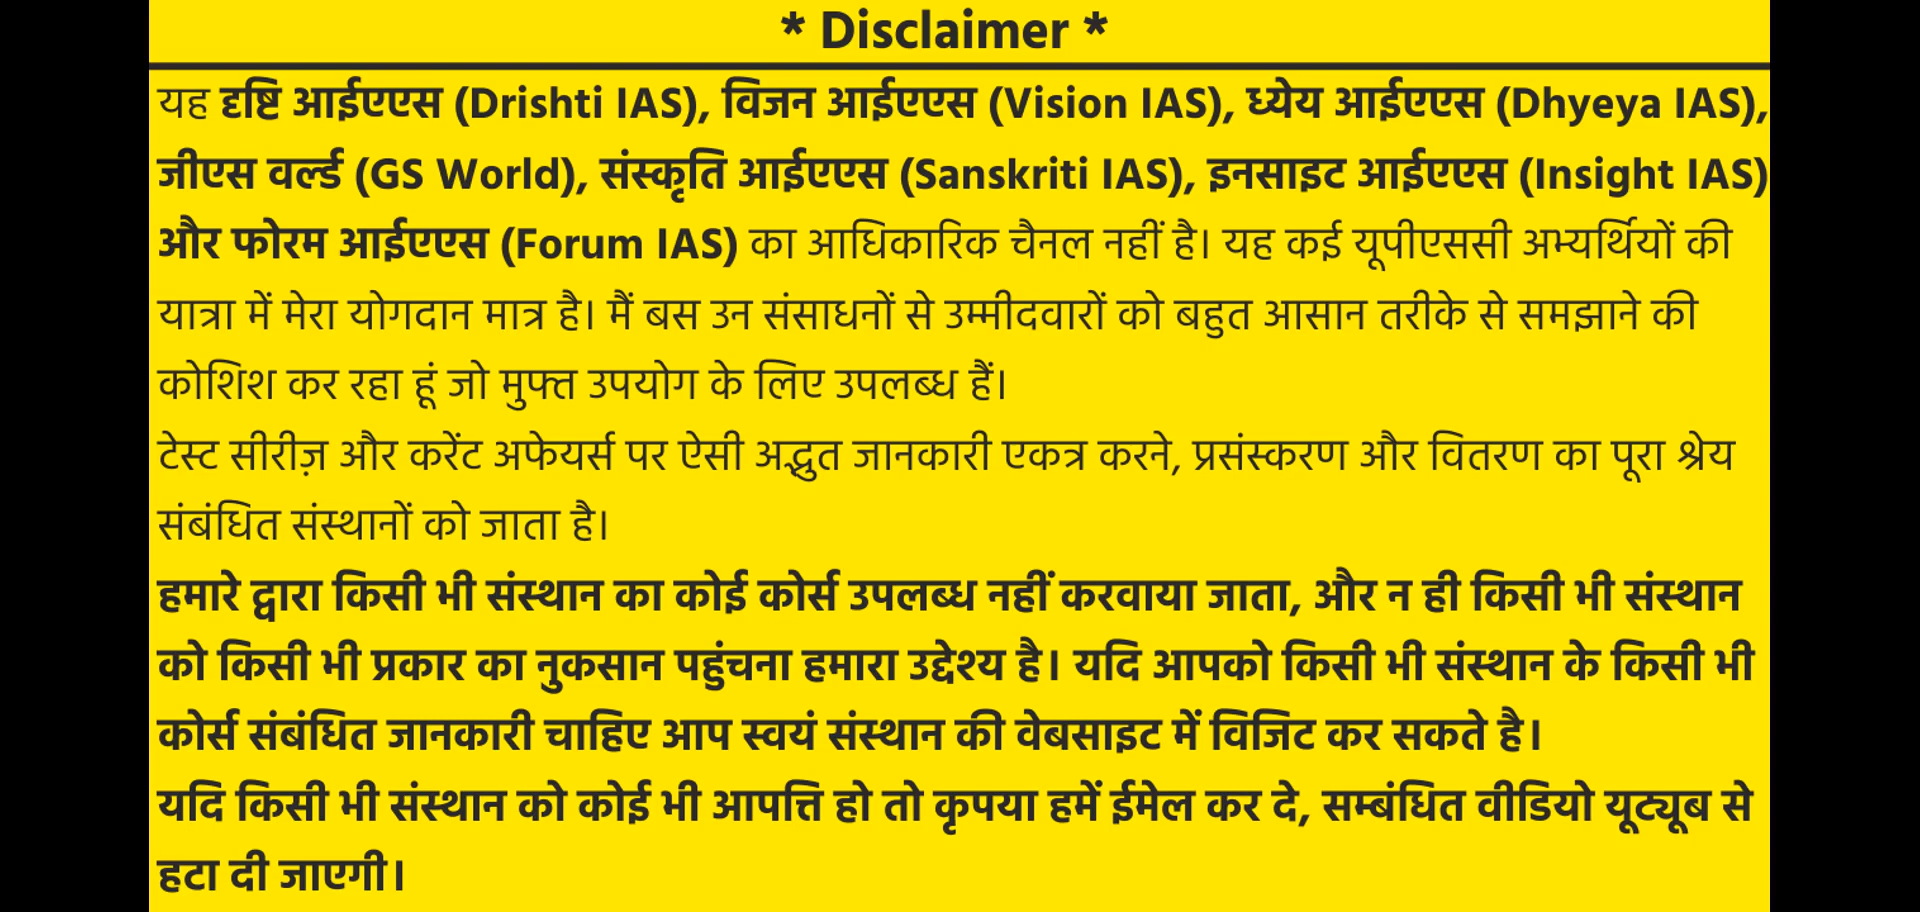 * Disclaimer *
यह दृष्टि आईएएस (Drishti IAS), विजन आईएएस (Vision IAS), ध्येय आईएएस (Dhyeya IAS),
जीएस वर्ल्ड (GS World), संस्कृति आईएएस (Sanskriti IAS), इनसाइट आईएएस (Insight IAS)
और फोरम आईएएस (Forum IAS) का आधिकारिक चैनल नहीं है। यह कई यूपीएससी अभ्यर्थियों की
यात्रा में मेरा योगदान मात्र है। मैं बस उन संसाधनों से उम्मीदवारों को बहुत आसान तरीके से समझाने की
कोशिश कर रहा हूं जो मुफ्त उपयोग के लिए उपलब्ध हैं।
टेस्ट सीरीज़ और करेंट अफेयर्स पर ऐसी अद्भुत जानकारी एकत्र करने, प्रसंस्करण और वितरण का पूरा श्रेय
संबंधित संस्थानों को जाता है।
हमारे द्वारा किसी भी संस्थान का कोई कोर्स उपलब्ध नहीं करवाया जाता, और न ही किसी भी संस्थान
को किसी भी प्रकार का नुकसान पहुंचना हमारा उद्देश्य है। यदि आपको किसी भी संस्थान के किसी भी
कोर्स संबंधित जानकारी चाहिए आप स्वयं संस्थान की वेबसाइट में विजिट कर सकते है।
यदि किसी भी संस्थान को कोई भी आपत्ति हो तो कृपया हमें ईमेल कर दे, सम्बंधित वीडियो यूट्यूब से
हटा दी जाएगी।